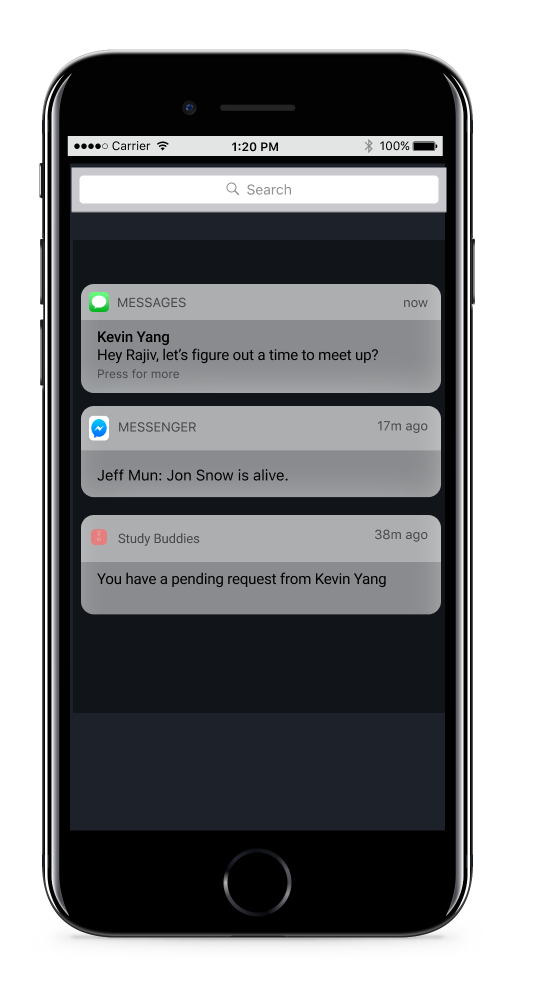 Carrier 1:20 PM 100%
Search
MESSAGES now
Kevin Yang
Hey Rajiv, let’s figure out a time to meet up?
Press for more
MESSENGER 17m ago
Jeff Mun: Jon Snow is alive.
Study Buddies 38m ago
You have a pending request from Kevin Yang